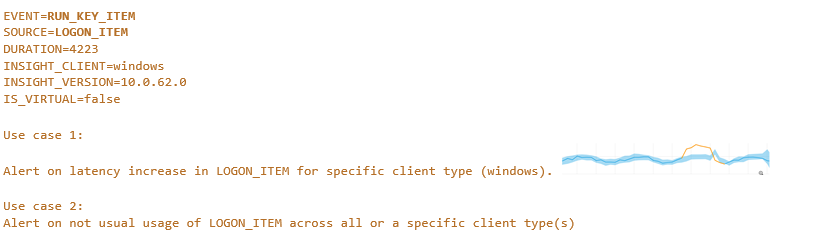 EVENT=RUN_KEY_ITEM
SOURCE=LOGON_ITEM
DURATION=4223
INSIGHT_CLIENT=windows
INSIGHT_VERSION=10.0.62.0
IS_VIRTUAL=false
Use case 1:
Alert on latency increase in LOGON_ITEM for specific client type (windows).
Use case 2:
Alert on not usual usage of LOGON_ITEM across all or a specific client type(s)